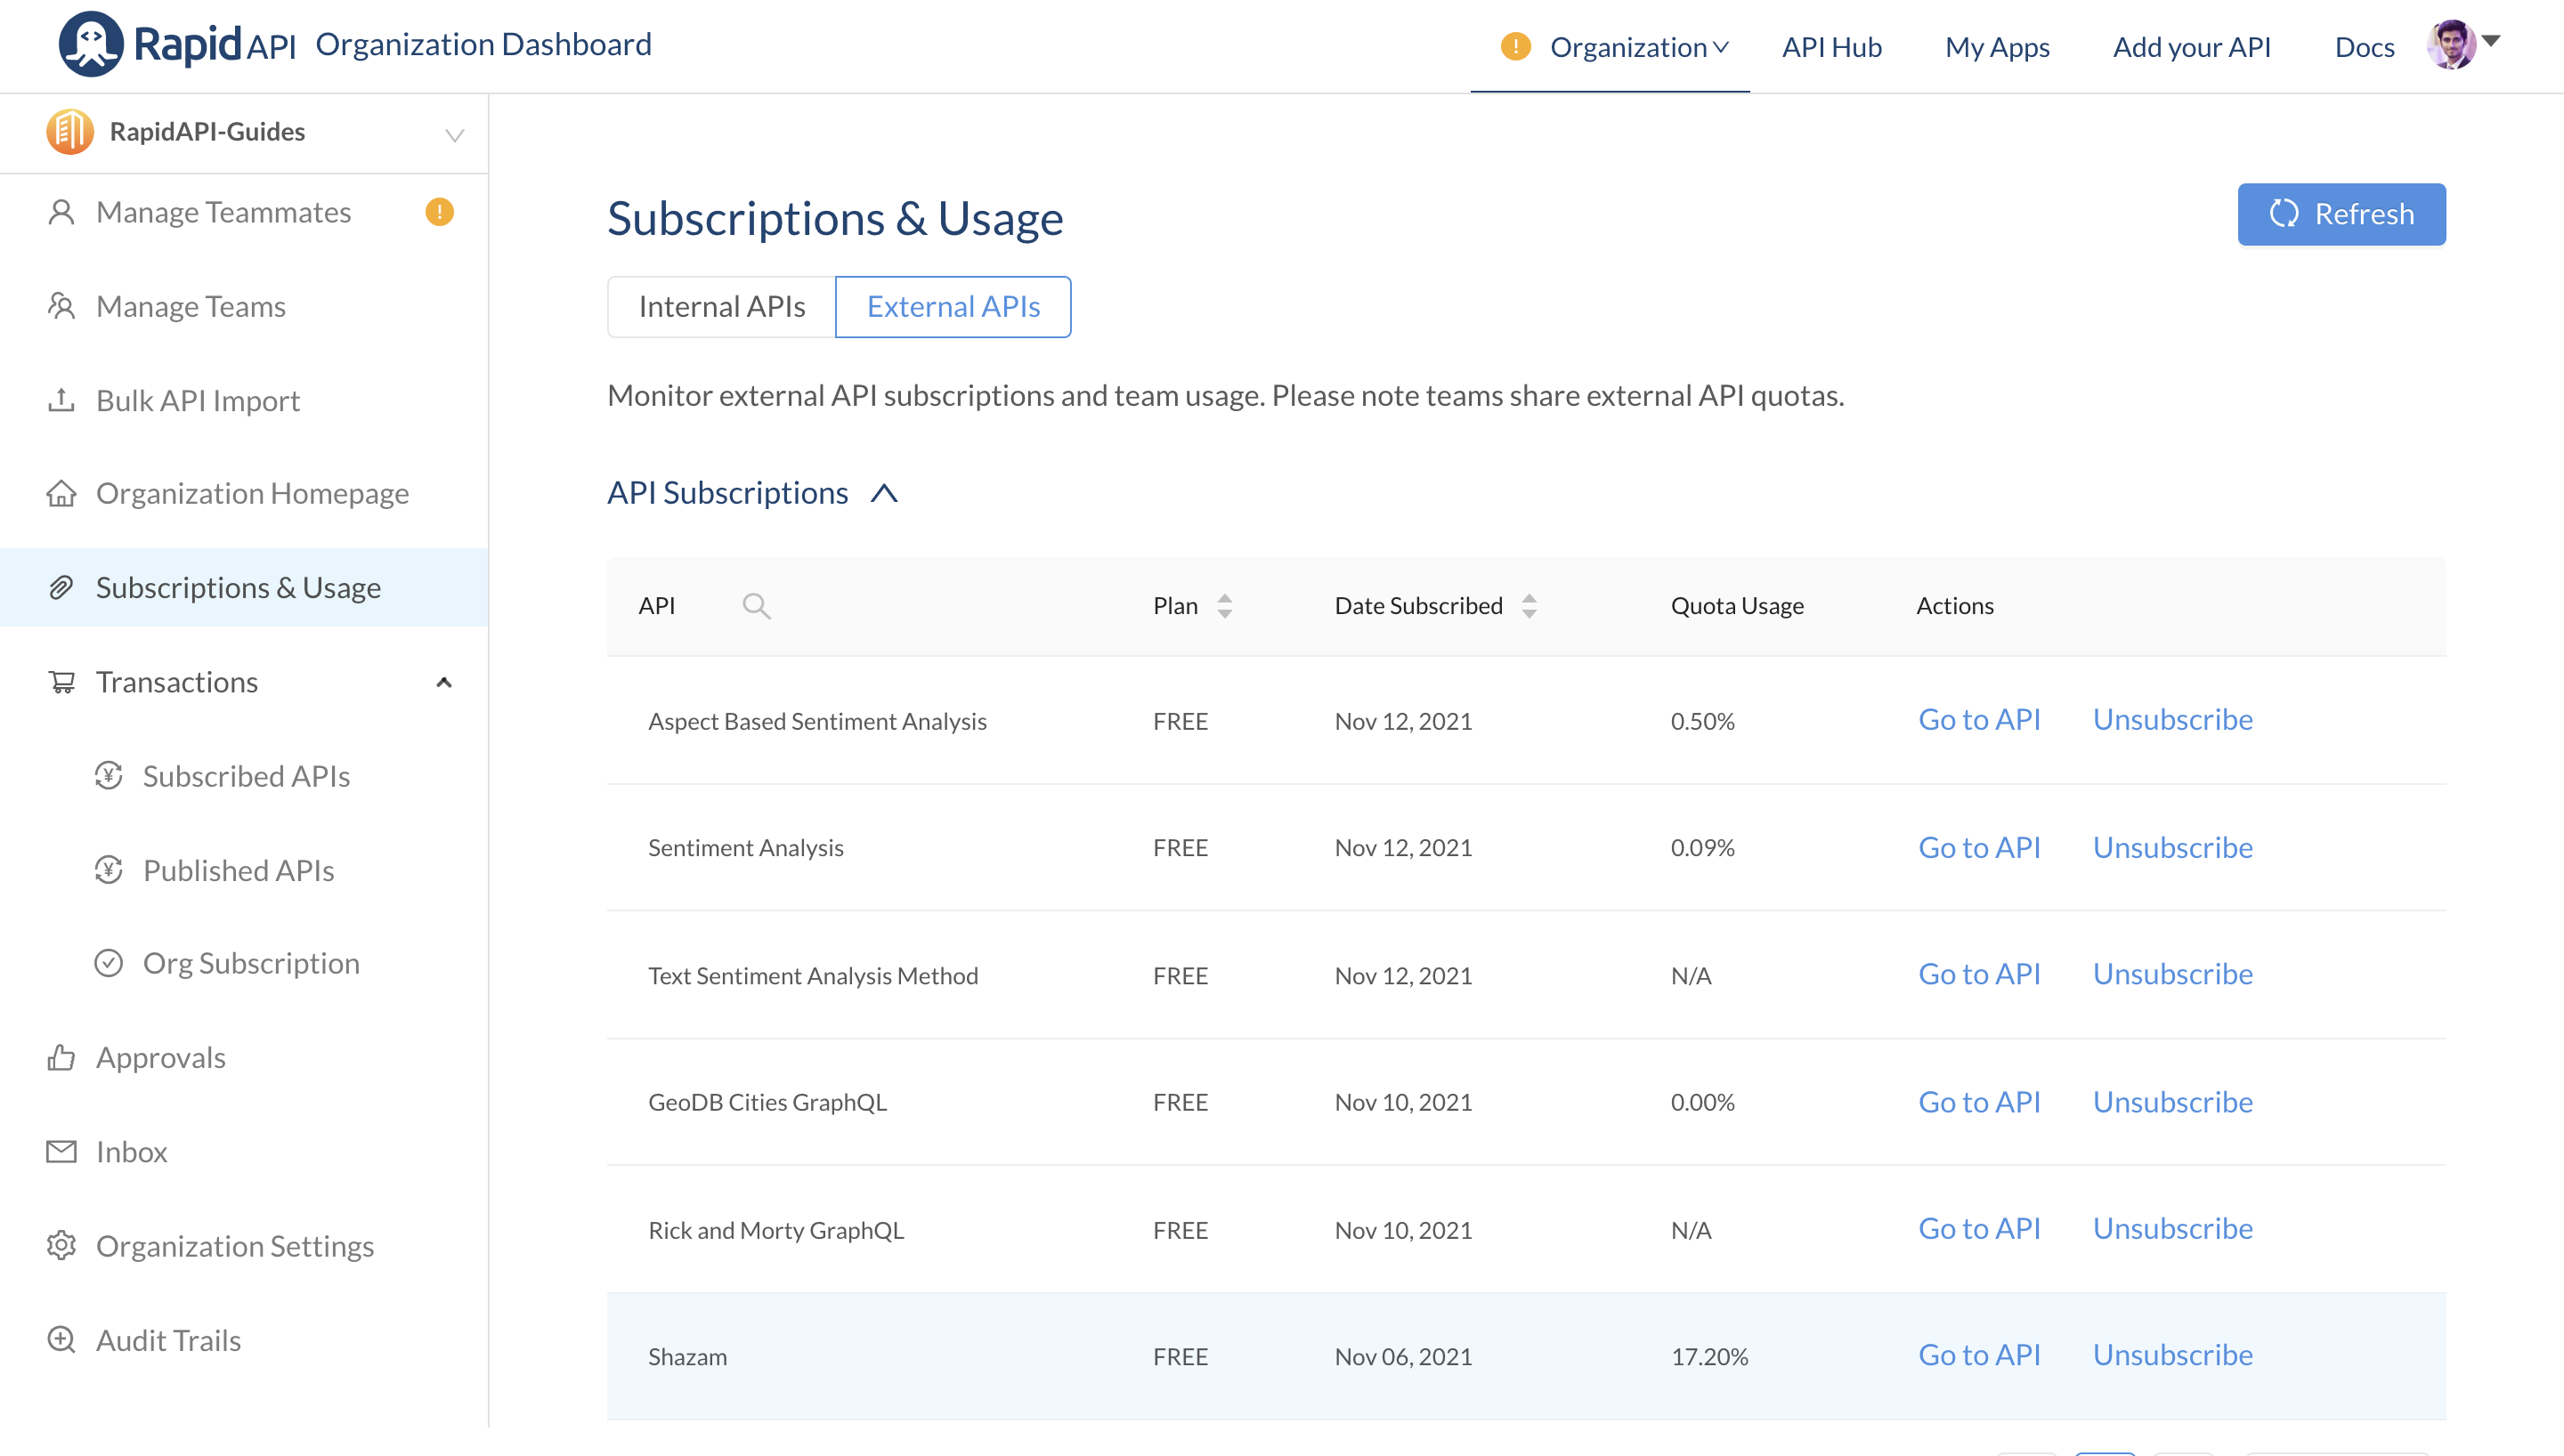 RapidAPI Organization Dashboard
Organization API Hub My Apps Add your API Docs
RapidAPI-Guides
Manage Teammates
Manage Teams
Bulk API Import
Organization Homepage
Subscriptions & Usage
Transactions
Subscribed APIs
Published APIs
Org Subscription
Approvals
Inbox
Organization Settings
Audit Trails
Subscriptions & Usage
Refresh
Internal APIs External APIs
Monitor external API subscriptions and team usage. Please note teams share external API quotas.
API Subscriptions
API Plan Date Subscribed Quota Usage Actions
Aspect Based Sentiment Analysis FREE Nov 12, 2021 0.50% Go to API Unsubscribe
Sentiment Analysis FREE Nov 12, 2021 0.09% Go to API Unsubscribe
Text Sentiment Analysis Method FREE Nov 12, 2021 N/A Go to API Unsubscribe
GeoDB Cities GraphQL FREE Nov 10, 2021 0.00% Go to API Unsubscribe
Rick and Morty GraphQL FREE Nov 10, 2021 N/A Go to API Unsubscribe
Shazam FREE Nov 06, 2021 17.20% Go to API Unsubscribe